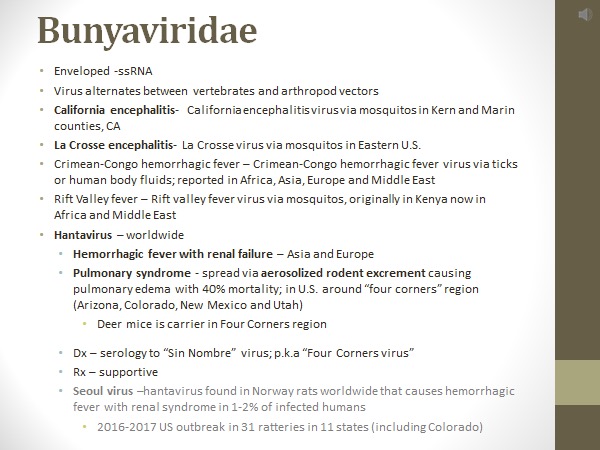 Bunyaviridae
• Enveloped -ssRNA
• Virus alternates between vertebrates and arthropod vectors
• California encephalitis- California encephalitis virus via mosquitos in Kern and Marin
counties, CA
• La Crosse encephalitis- La Crosse virus via mosquitos in Eastern U.S.
• Crimean-Congo hemorrhagic fever – Crimean-Congo hemorrhagic fever virus via ticks
or human body fluids; reported in Africa, Asia, Europe and Middle East
• Rift Valley fever – Rift valley fever virus via mosquitos, originally in Kenya now in
Africa and Middle East
• Hantavirus – worldwide
• Hemorrhagic fever with renal failure – Asia and Europe
• Pulmonary syndrome - spread via aerosolized rodent excrement causing
pulmonary edema with 40% mortality; in U.S. around “four corners” region
(Arizona, Colorado, New Mexico and Utah)
• Deer mice is carrier in Four Corners region
• Dx – serology to “Sin Nombre” virus; p.k.a “Four Corners virus”
• Rx – supportive
• Seoul virus –hantavirus found in Norway rats worldwide that causes hemorrhagic
fever with renal syndrome in 1-2% of infected humans
• 2016-2017 US outbreak in 31 ratteries in 11 states (including Colorado)